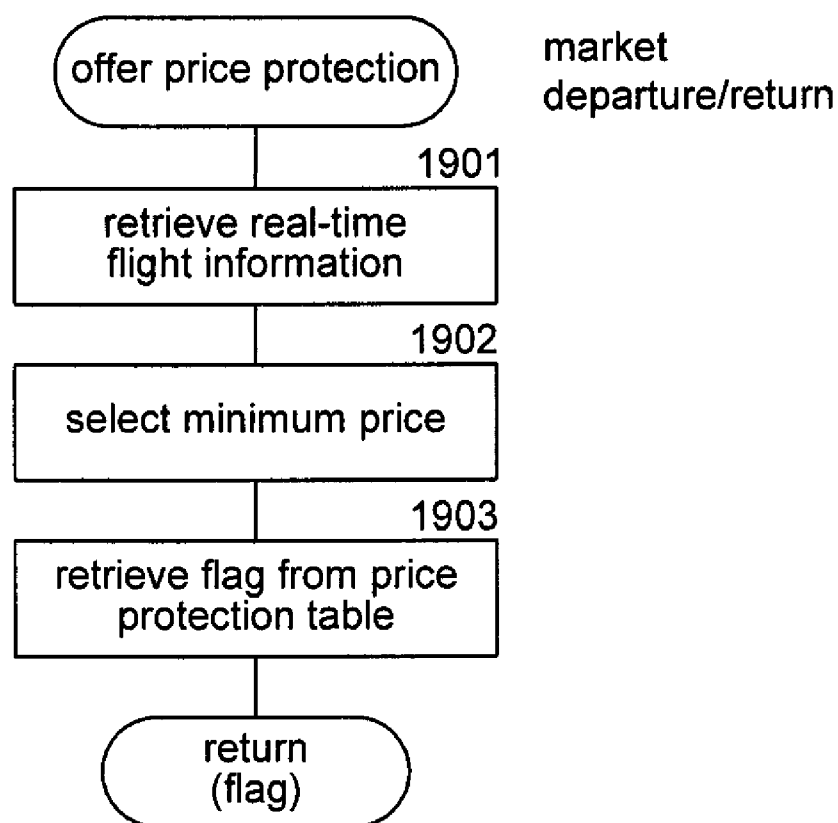 offer price protection
market
departure/return
1901
retrieve real-time
flight information
1902
select minimum price
1903
retrieve flag from price
protection table
return
(flag)